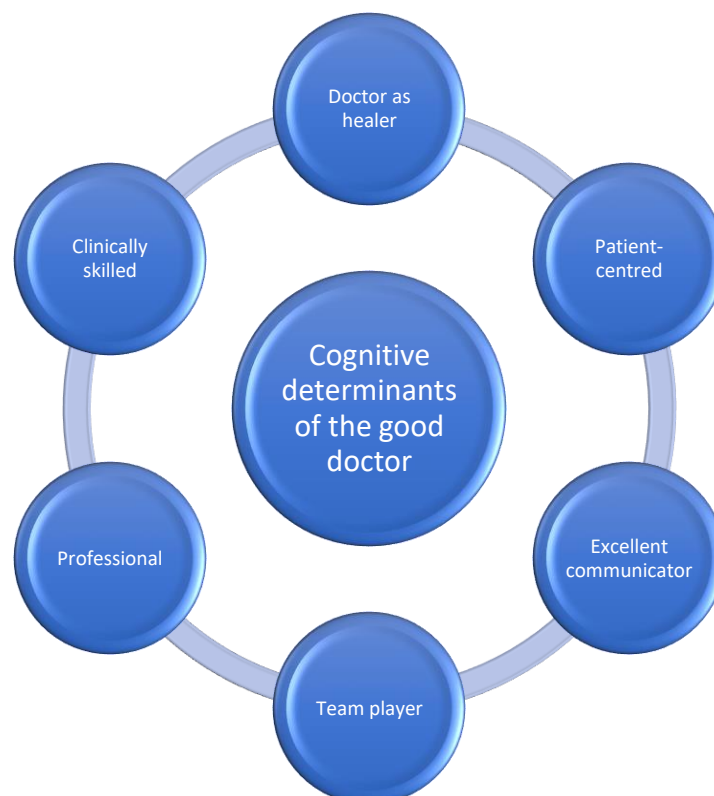 Doctor as
healer
Patient-
centred
Excellent
communicator
Team player
Professional
Clinically
skilled
Cognitive
determinants
of the good
doctor